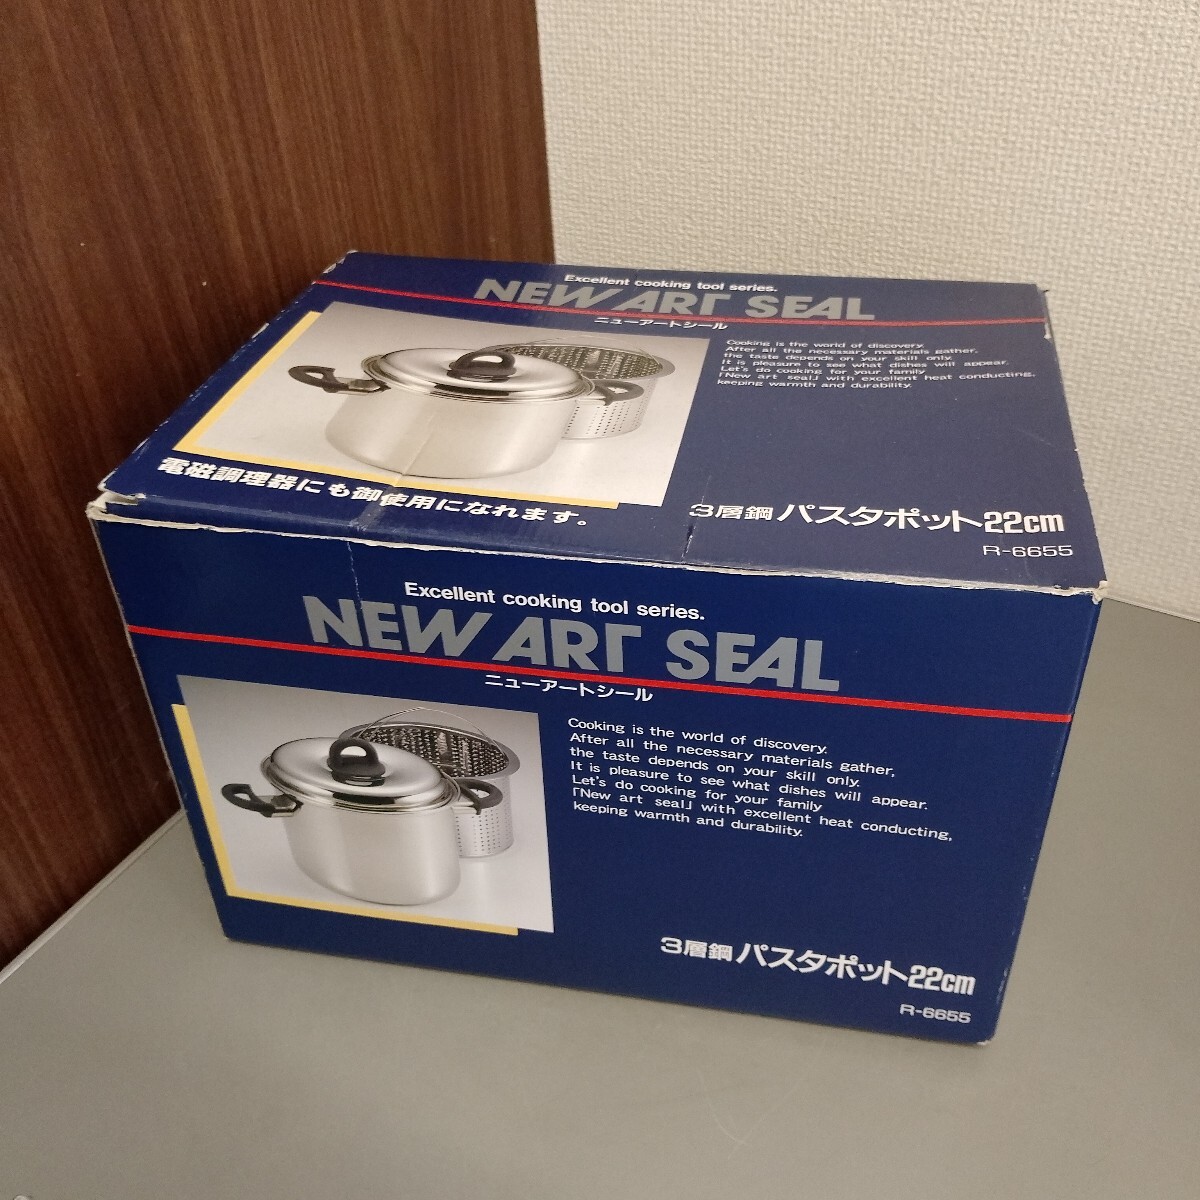 Excellent cooking tool series.
NEW ART SEAL
ニューアートシール
Cooking is the world of discovery.
After all the necessary materials gather,
the taste depends on your skill only.
It is pleasure to see what dishes will appear.
Let's do cooking for your family
「New art seal」with excellent heat conducting,
keeping warmth and durability.
電磁調理器にも御使用になれます。
3層鋼 パスタポット22cm
R-6655
Excellent cooking tool series.
NEW ART SEAL
ニューアートシール
Cooking is the world of discovery.
After all the necessary materials gather,
the taste depends on your skill only.
It is pleasure to see what dishes will appear.
Let's do cooking for your family
「New art seal」with excellent heat conducting,
keeping warmth and durability.
3層鋼 パスタポット22cm
R-6655